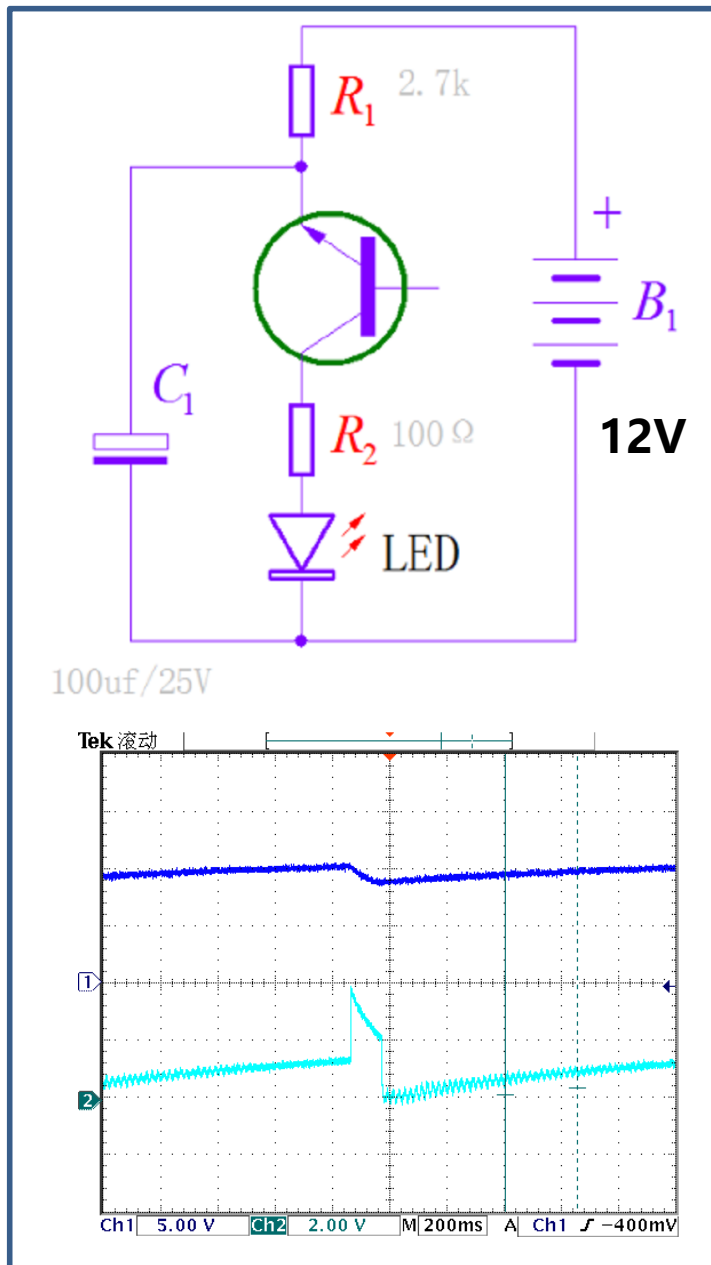 R1 2.7k
+
B1
C1
R2 100Ω
12V
LED
100uf/25V
Tek 滚动
1
2
Ch1 5.00 V Ch2 2.00 V M 200ms A Ch1 ʃ −400mV